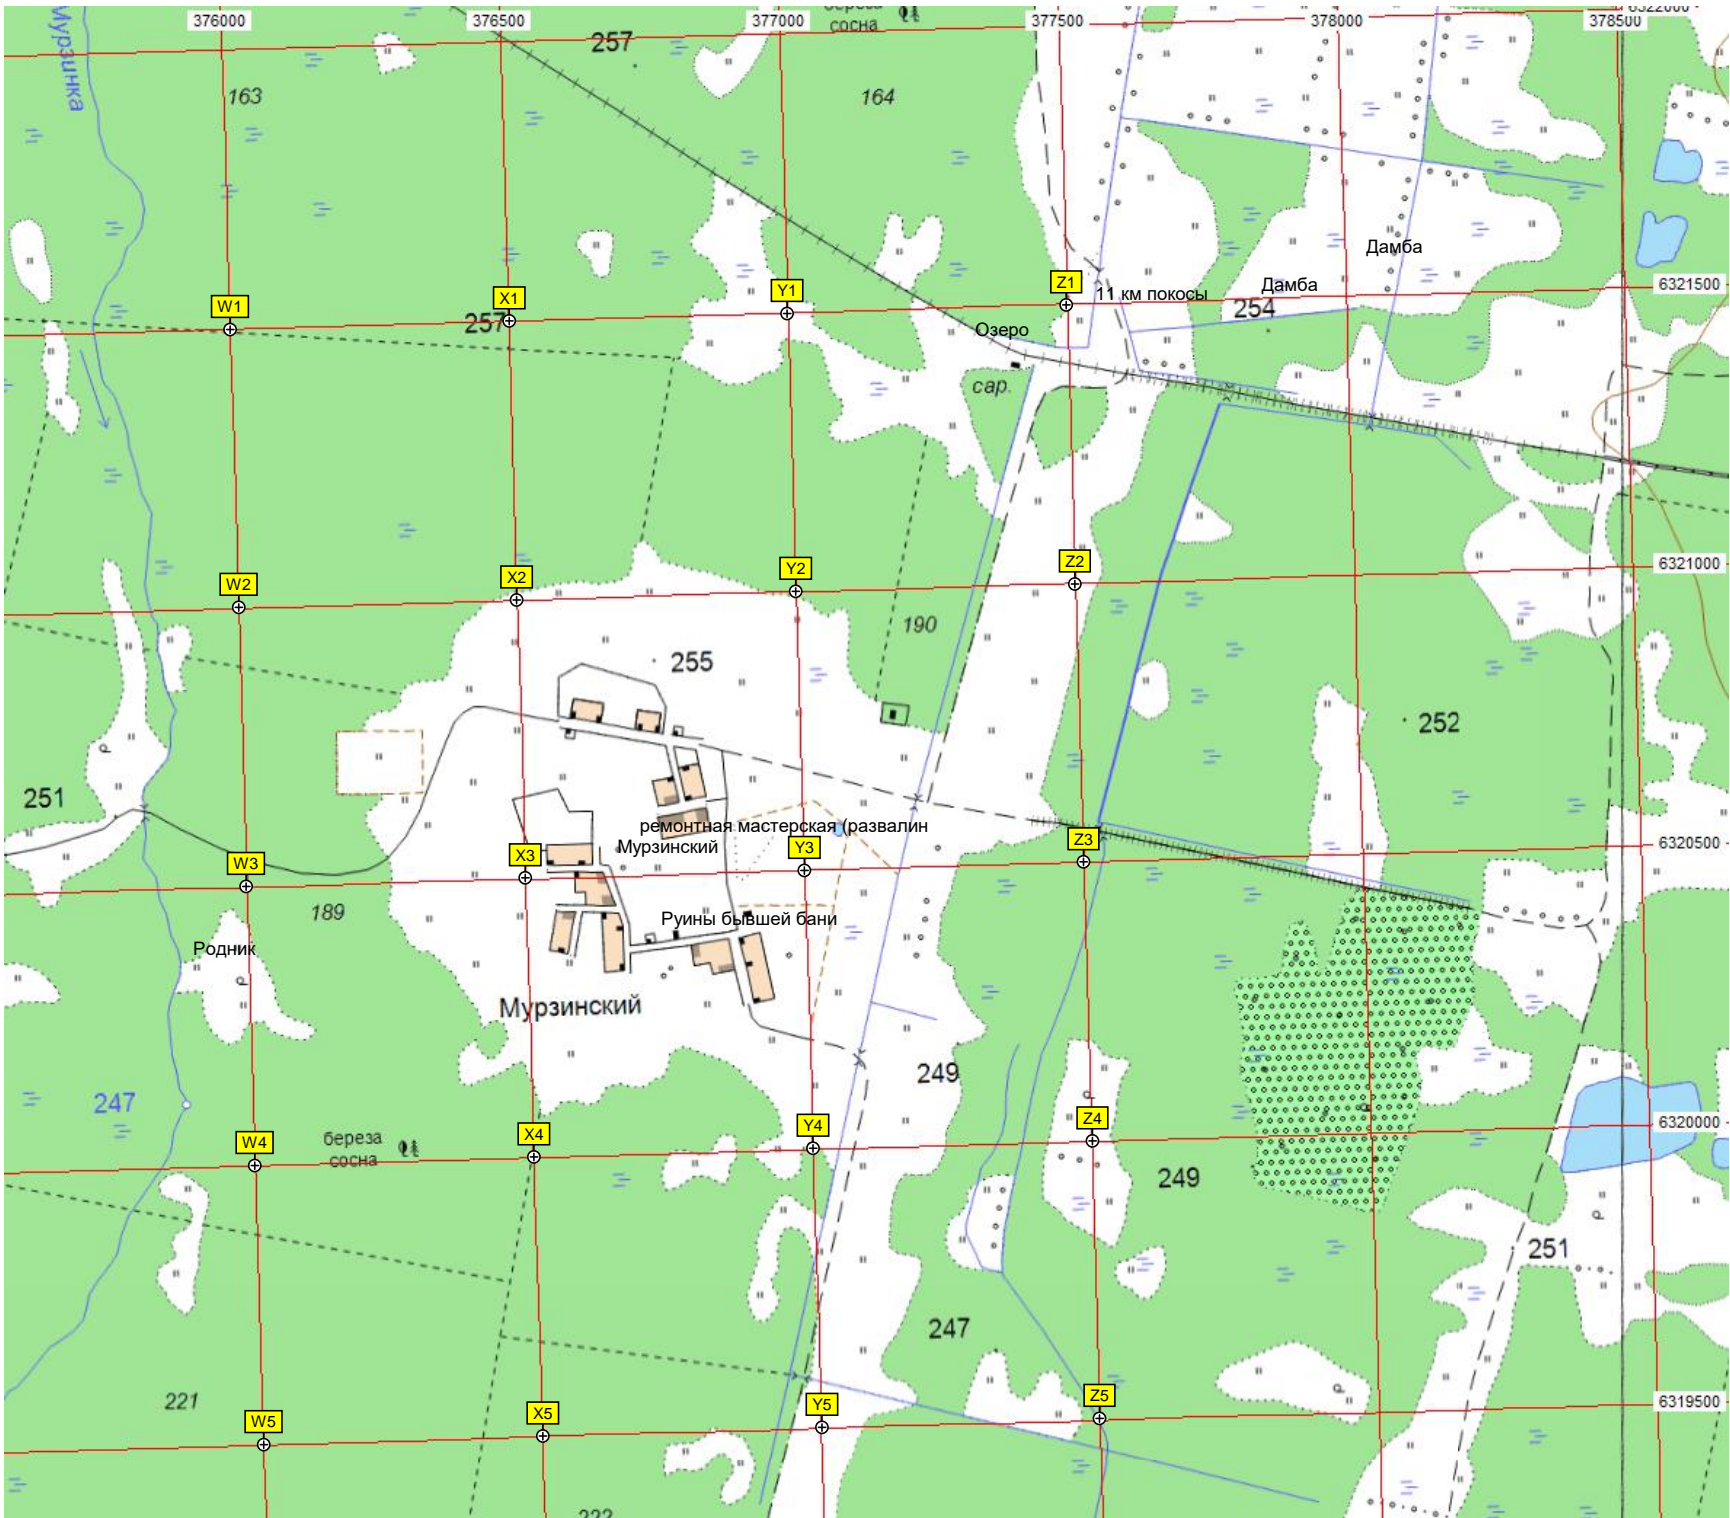 376000
376500
377000
377500
378000
378500
6322000
береза
сосна
Мурзинка
257
163
164
Дамба
Z1
11 км покосы
Дамба
6321500
W1
X1
Y1
254
257
Озеро
сар.
W2
X2
Y2
Z2
6321000
190
255
252
251
ремонтная мастерская (развалин
Мурзинский
W3
X3
Y3
Z3
6320500
189
Руины бывшей бани
Родник
Мурзинский
249
247
W4
береза
сосна
X4
Y4
Z4
6320000
249
251
247
221
W5
X5
Y5
Z5
6319500
222